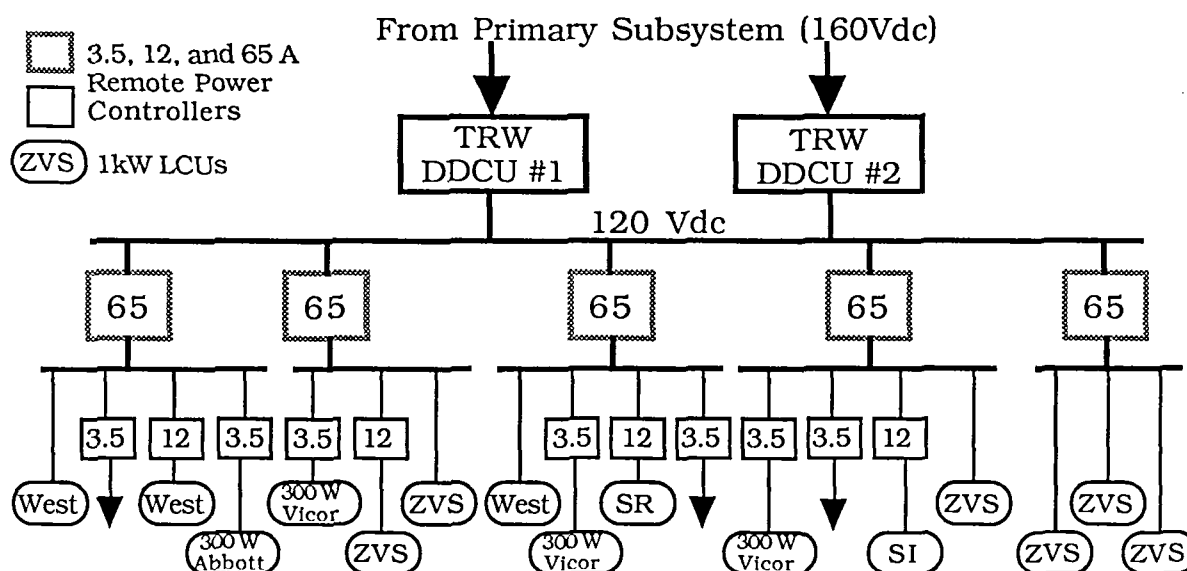 From Primary Subsystem (160Vdc)
3.5, 12, and 65 A
Remote Power
Controllers
ZVS 1kW LCUs
TRW
DDCU #1
TRW
DDCU #2
120 Vdc
65 65 65 65 65
3.5 12 3.5 3.5 12 3.5 12 3.5 3.5 3.5 12
West West 300 W Vicor ZVS West SR ZVS ZVS
300 W Abbott ZVS 300 W Vicor 300 W Vicor SI ZVS ZVS